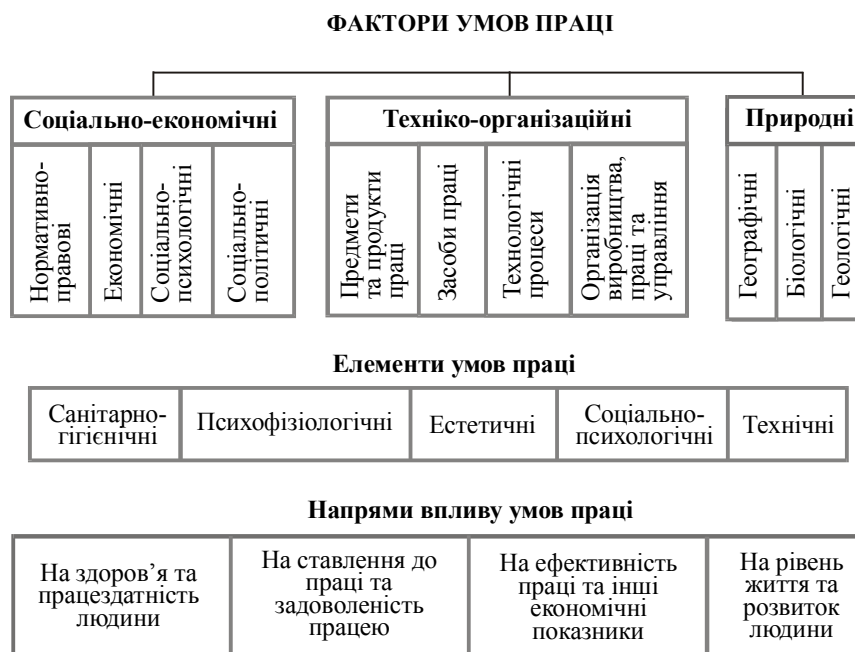 ФАКТОРИ УМОВ ПРАЦІ
Соціально-економічні
Нормативно-
правові
Економічні
Соціально-
психологічні
Соціально-
політичні
Техніко-організаційні
Предмети
та продукти
праці
Засоби праці
Технологічні
процеси
Організація
виробництва,
праці та
управління
Природні
Географічні
Біологічні
Геологічні
Елементи умов праці
Санітарно-
гігієнічні
Психофізіологічні
Естетичні
Соціально-
психологічні
Технічні
Напрями впливу умов праці
На здоров’я та
працездатність
людини
На ставлення до
праці та
задоволеність
працею
На ефективність
праці та інші
економічні
показники
На рівень
життя та
розвиток
людини